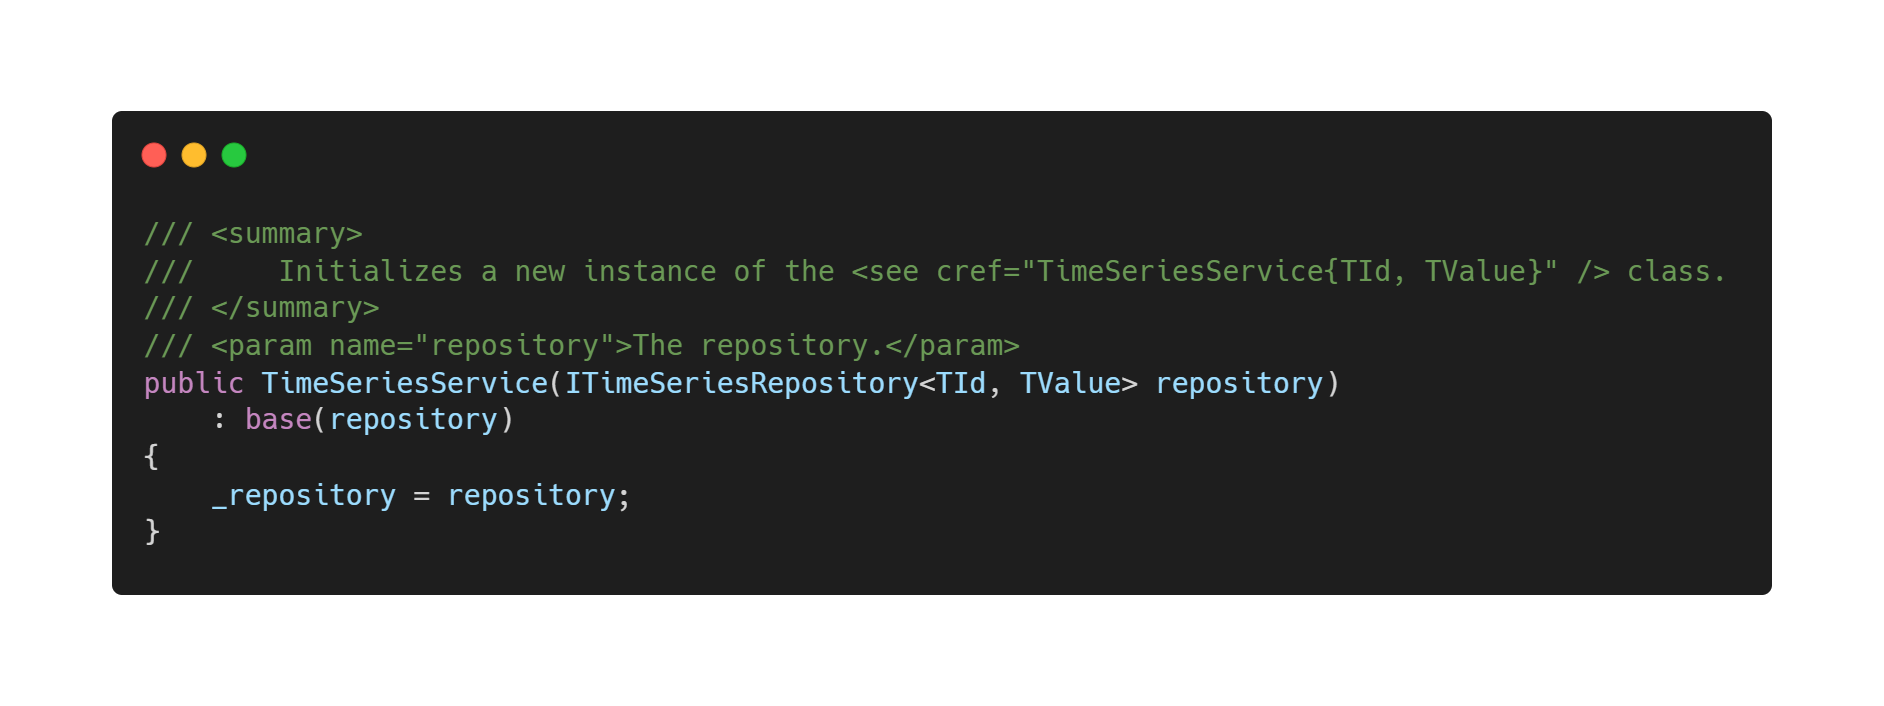 /// <summary>
///     Initializes a new instance of the <see cref="TimeSeriesService{TId, TValue}" /> class.
/// </summary>
/// <param name="repository">The repository.</param>
public TimeSeriesService(ITimeSeriesRepository<TId, TValue> repository)
    : base(repository)
{
    _repository = repository;
}